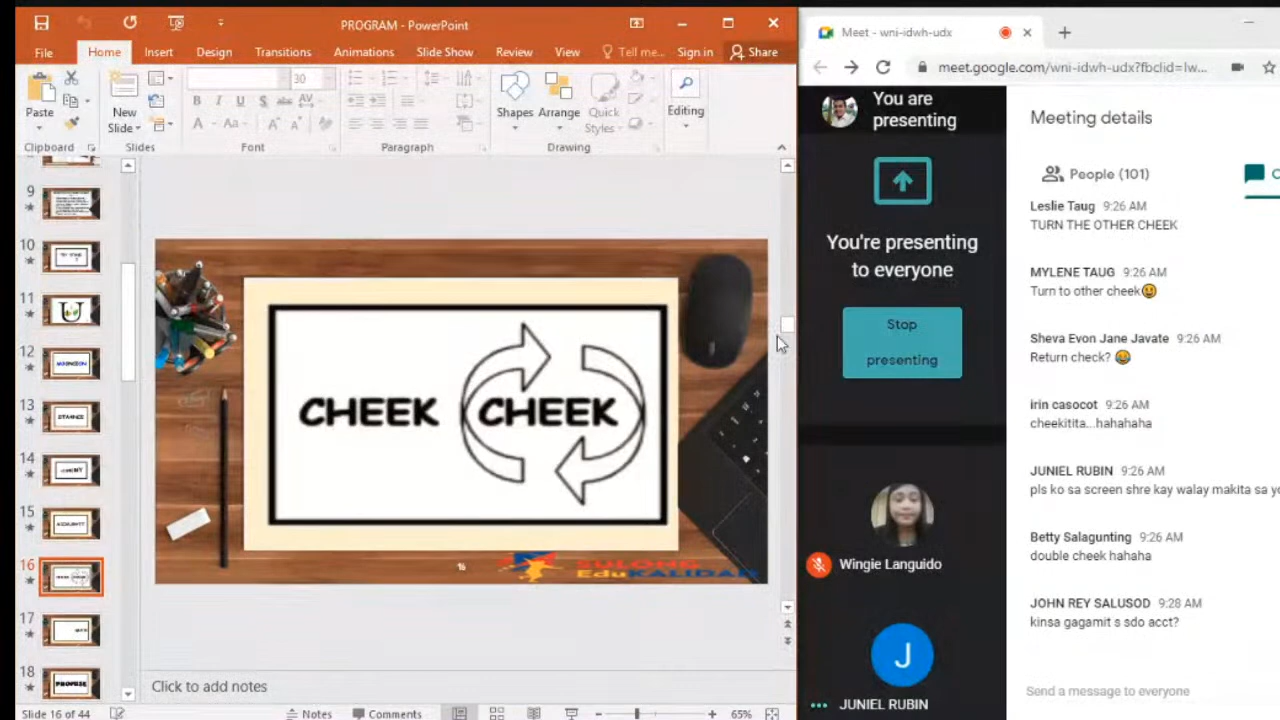 PROGRAM - PowerPoint
File Home Insert Design Transitions Animations Slide Show Review View Tell me... Sign in Share
Paste
New
Slide
30
B I U S abc AV
A Aa A A
Shapes
Arrange
Quick
Styles
Editing
Clipboard Slides Font Paragraph Drawing
9
10
11
U
12
13
14
15
16
17
18
PROPOSE
CHEEK CHEEK
16
SULONG
EduKALIDAD
Click to add notes
Slide 16 of 44 Notes Comments 65%
Meet - wni-idwh-udx
meet.google.com/wni-idwh-udx?fbclid=Iw...
You are
presenting
You're presenting
to everyone
Stop
presenting
Wingie Languido
J
JUNIEL RUBIN
Meeting details
People (101)
Leslie Taug 9:26 AM
TURN THE OTHER CHEEK
MYLENE TAUG 9:26 AM
Turn to other cheek😃
Sheva Evon Jane Javate 9:26 AM
Return check? 😂
irin casocot 9:26 AM
cheekitita...hahahaha
JUNIEL RUBIN 9:26 AM
pls ko sa screen shre kay walay makita sa yo
Betty Salagunting 9:26 AM
double cheek hahaha
JOHN REY SALUSOD 9:28 AM
kinsa gagamit s sdo acct?
Send a message to everyone